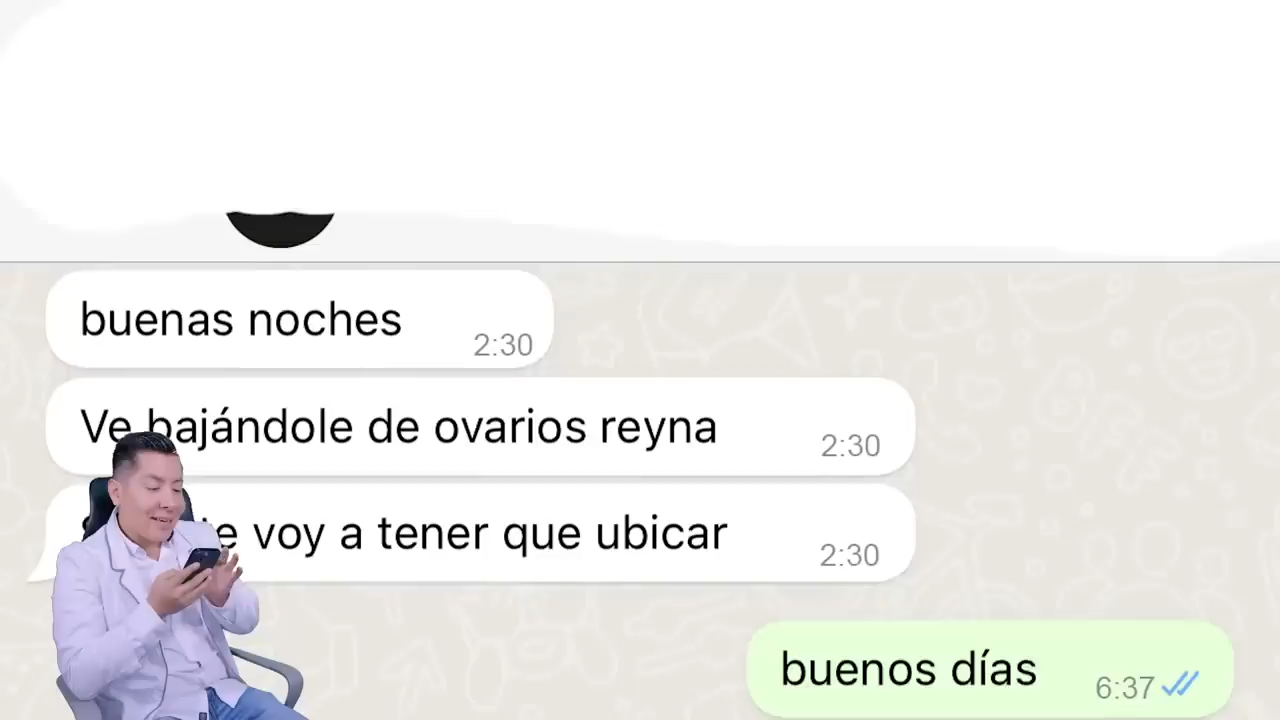 buenas noches
2:30
Ve bajándole de ovarios reyna
2:30
te voy a tener que ubicar
2:30
buenos días
6:37